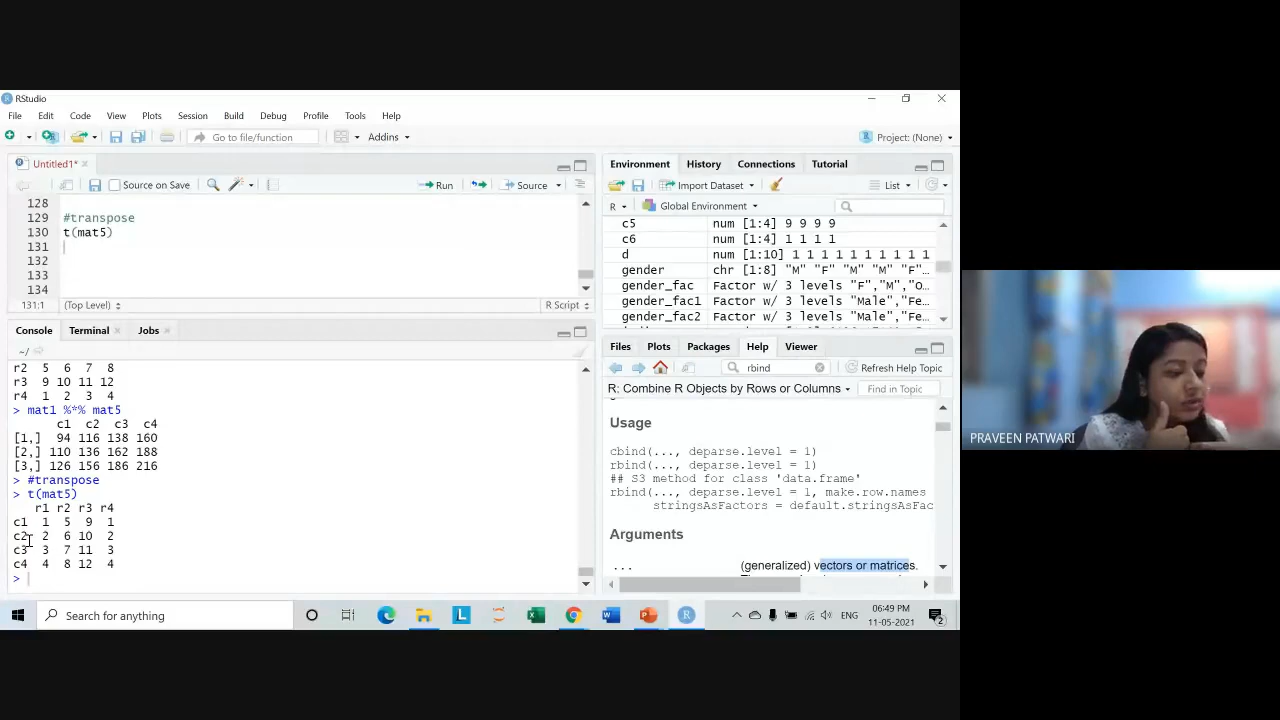 RStudio
File Edit Code View Plots Session Build Debug Profile Tools Help
Go to file/function
Addins
Project: (None)
Untitled1*
Source on Save
Run
Source
128
129 #transpose
130 t(mat5)
131
132
133
134
131:1 (Top Level) R Script
Console Terminal Jobs
~/
r2 5 6 7 8
r3 9 10 11 12
r4 1 2 3 4
> mat1 %*% mat5
c1 c2 c3 c4
[1,] 94 116 138 160
[2,] 110 136 162 188
[3,] 126 156 186 216
> #transpose
> t(mat5)
r1 r2 r3 r4
c1 1 5 9 1
c2 2 6 10 2
c3 3 7 11 3
c4 4 8 12 4
>
Environment History Connections Tutorial
Import Dataset
List
R Global Environment
c5 num [1:4] 9 9 9 9
c6 num [1:4] 1 1 1 1
d num [1:10] 1 1 1 1 1 1 1 1 1 1
gender chr [1:8] "M" "F" "M" "M" "F"…
gender_fac Factor w/ 3 levels "F","M","O…
gender_fac1 Factor w/ 3 levels "Male","Fe…
gender_fac2 Factor w/ 3 levels "Male","Fe…
Files Plots Packages Help Viewer
rbind
Refresh Help Topic
R: Combine R Objects by Rows or Columns
Find in Topic
Usage
cbind(..., deparse.level = 1)
rbind(..., deparse.level = 1)
## S3 method for class 'data.frame'
rbind(..., deparse.level = 1, make.row.names
stringsAsFactors = default.stringsAsFac
Arguments
... (generalized) vectors or matrices.
PRAVEEN PATWARI
Type here
Search for anything
ENG
06:49 PM
11-05-2021
2